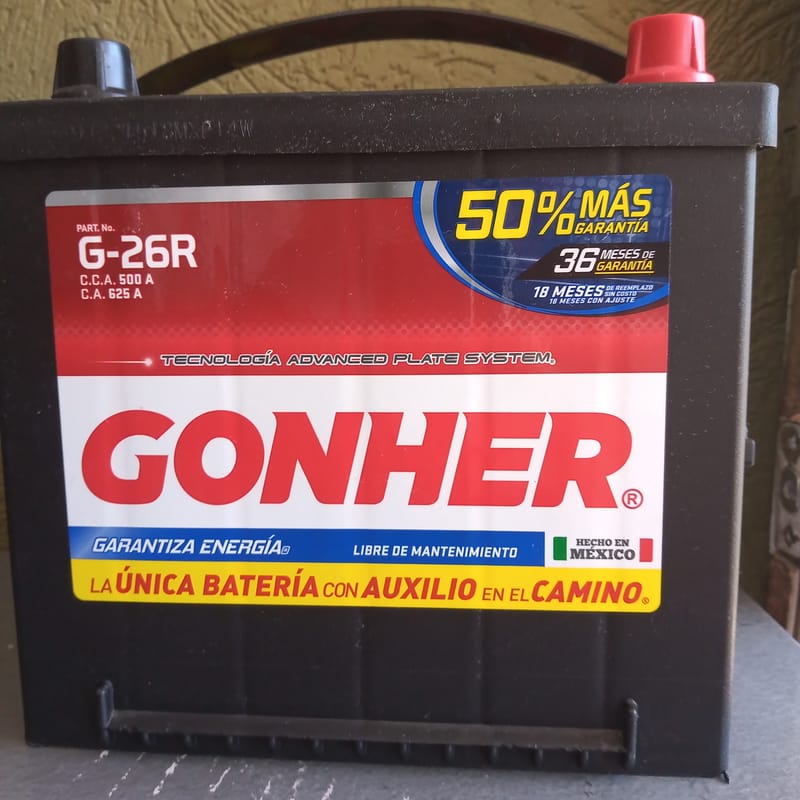 PART. No.
G-26R
C.C.A. 500 A
C.A. 625 A
50% MÁS
GARANTÍA
36 MESES DE
GARANTÍA
18 MESES DE REEMPLAZO
SIN COSTO
18 MESES CON AJUSTE
TECNOLOGÍA ADVANCED PLATE SYSTEM.
GONHER®
GARANTIZA ENERGÍA®
LIBRE DE MANTENIMIENTO
HECHO EN
MÉXICO
LA ÚNICA BATERÍA CON AUXILIO EN EL CAMINO®